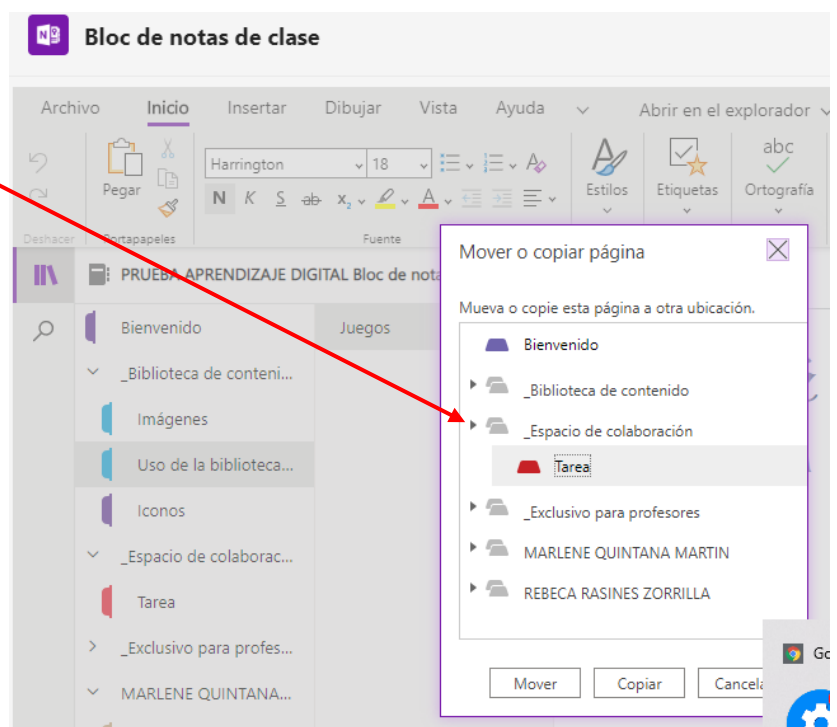 Bloc de notas de clase
Archivo Inicio Insertar Dibujar Vista Ayuda Abrir en el explorador
Pegar
Harrington 18
N K S ab x₂ A
Estilos
Etiquetas
abc
Ortografía
Deshacer Portapapeles Fuente
PRUEBA APRENDIZAJE DIGITAL Bloc de nota
Bienvenido
_Biblioteca de conteni...
Imágenes
Uso de la biblioteca...
Iconos
_Espacio de colaborac...
Tarea
_Exclusivo para profes...
MARLENE QUINTANA...
Juegos
Mover o copiar página
Mueva o copie esta página a otra ubicación.
Bienvenido
_Biblioteca de contenido
_Espacio de colaboración
Tarea
_Exclusivo para profesores
MARLENE QUINTANA MARTIN
REBECA RASINES ZORRILLA
Mover Copiar Cancela
Go